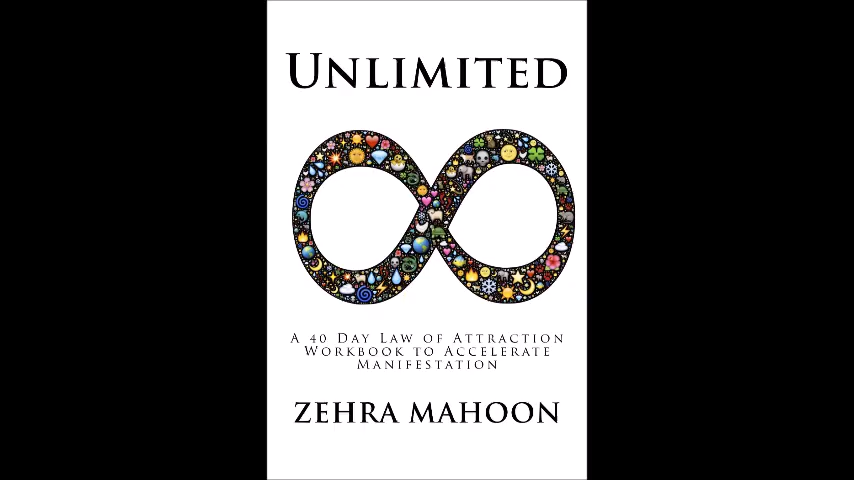 Unlimited
A 40 Day Law of Attraction
Workbook to Accelerate
Manifestation
ZEHRA MAHOON